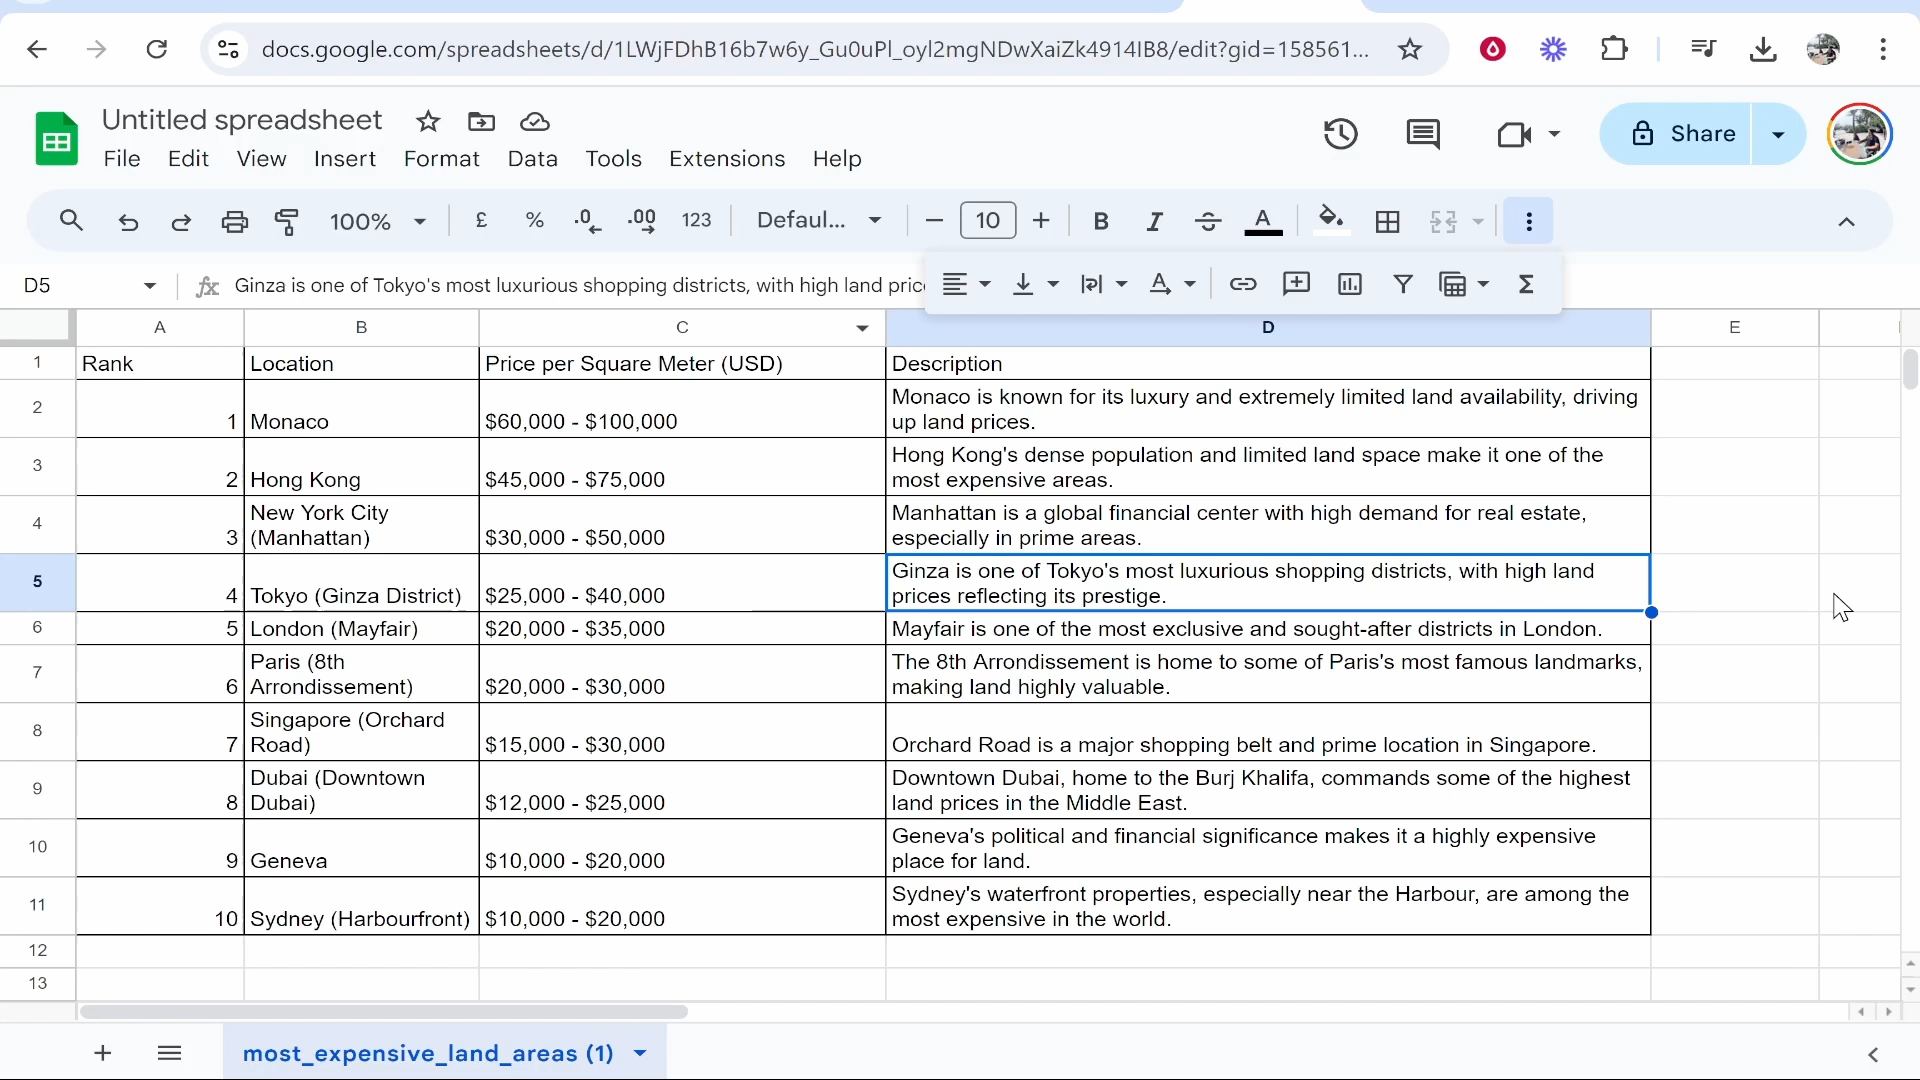 docs.google.com/spreadsheets/d/1LWjFDhB16b7w6y_Gu0uPl_oyl2mgNDwXaiZk4914IB8/edit?gid=158561...
Untitled spreadsheet
File Edit View Insert Format Data Tools Extensions Help
Share
100% £ % .0 .00 123 Defaul... 10 B I A
D5 fx Ginza is one of Tokyo's most luxurious shopping districts, with high land pric
A B C D E
1 Rank Location Price per Square Meter (USD) Description
2 1 Monaco $60,000 - $100,000 Monaco is known for its luxury and extremely limited land availability, driving
up land prices.
3 2 Hong Kong $45,000 - $75,000 Hong Kong's dense population and limited land space make it one of the
most expensive areas.
4 3 New York City
(Manhattan) $30,000 - $50,000 Manhattan is a global financial center with high demand for real estate,
especially in prime areas.
5 4 Tokyo (Ginza District) $25,000 - $40,000 Ginza is one of Tokyo's most luxurious shopping districts, with high land
prices reflecting its prestige.
6 5 London (Mayfair) $20,000 - $35,000 Mayfair is one of the most exclusive and sought-after districts in London.
7 6 Paris (8th
Arrondissement) $20,000 - $30,000 The 8th Arrondissement is home to some of Paris's most famous landmarks,
making land highly valuable.
8 7 Singapore (Orchard
Road) $15,000 - $30,000 Orchard Road is a major shopping belt and prime location in Singapore.
9 8 Dubai (Downtown
Dubai) $12,000 - $25,000 Downtown Dubai, home to the Burj Khalifa, commands some of the highest
land prices in the Middle East.
10 9 Geneva $10,000 - $20,000 Geneva's political and financial significance makes it a highly expensive
place for land.
11 10 Sydney (Harbourfront) $10,000 - $20,000 Sydney's waterfront properties, especially near the Harbour, are among the
most expensive in the world.
12
13
most_expensive_land_areas (1)